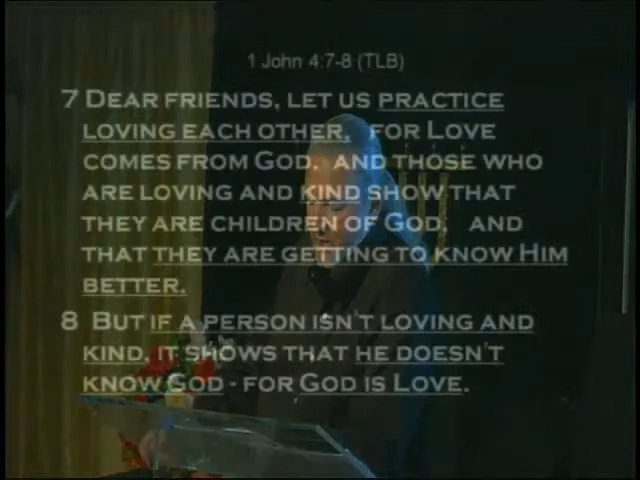 1 John 4:7-8 (TLB)
7 DEAR FRIENDS, LET US PRACTICE
LOVING EACH OTHER, FOR LOVE
COMES FROM GOD. AND THOSE WHO
ARE LOVING AND KIND SHOW THAT
THEY ARE CHILDREN OF GOD, AND
THAT THEY ARE GETTING TO KNOW HIM
BETTER.
8 BUT IF A PERSON ISN'T LOVING AND
KIND, IT SHOWS THAT HE DOESN'T
KNOW GOD - FOR GOD IS LOVE.